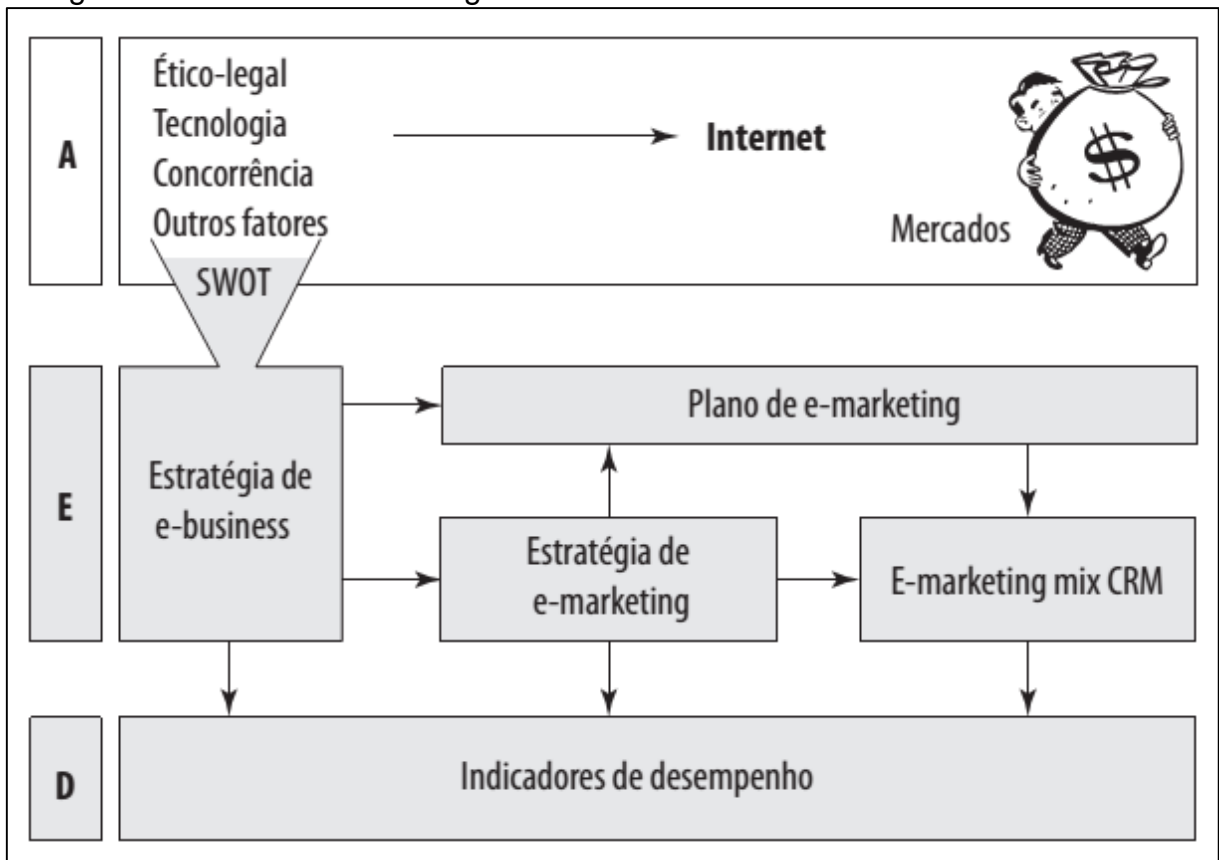 A
Ético-legal
Tecnologia
Concorrência
Outros fatores
SWOT
Internet
Mercados
$
E
Estratégia de
e-business
Plano de e-marketing
Estratégia de
e-marketing
E-marketing mix CRM
D
Indicadores de desempenho